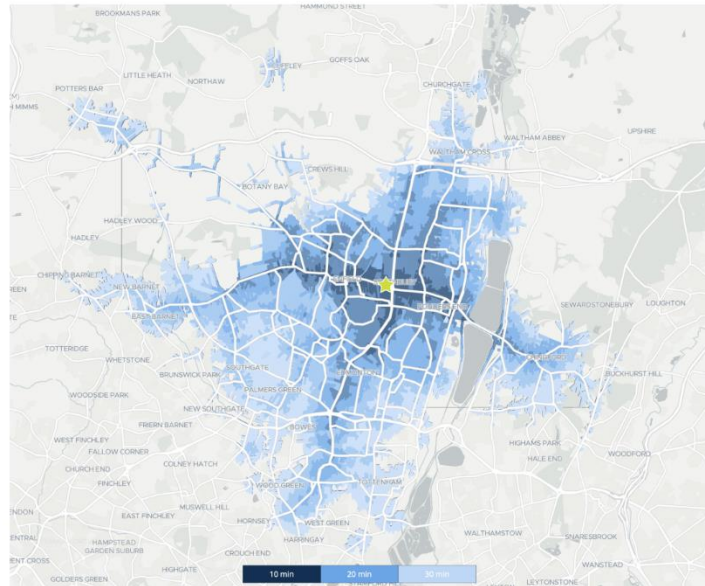 BROOKMANS PARK
HAMMOND STREET
GOFFS OAK
CUFFLEY
LITTLE HEATH
NORTHAW
POTTERS BAR
CHURCHGATE
WALTHAM ABBEY
UPSHIRE
WALTHAM CROSS
CREWS HILL
BOTANY BAY
HADLEY WOOD
HADLEY
CHIPPING BARNET
NEW BARNET
SEWARDSTONEBURY
LOUGHTON
EAST BARNET
TOTTERIDGE
WHETSTONE
SOUTHGATE
BRUNSWICK PARK
BUCKHURST HILL
WOODSIDE PARK
PALMERS GREEN
NEW SOUTHGATE
FRIERN BARNET
BOWES
WEST FINCHLEY
FALLOW CORNER
COLNEY HATCH
CHURCH END
FINCHLEY
HIGHAMS PARK
HALE END
WOODFORD
WOOD GREEN
TOTTENHAM
MUSWELL HILL
EAST FINCHLEY
HORNSEY
WEST GREEN
HARRINGAY
HAMPSTEAD
GARDEN SUBURB
CROUCH END
WALTHAMSTOW
SNARESBROOK
WANSTEAD
HIGHGATE
GOLDERS GREEN
LEYTONSTONE
10 min
20 min
30 min